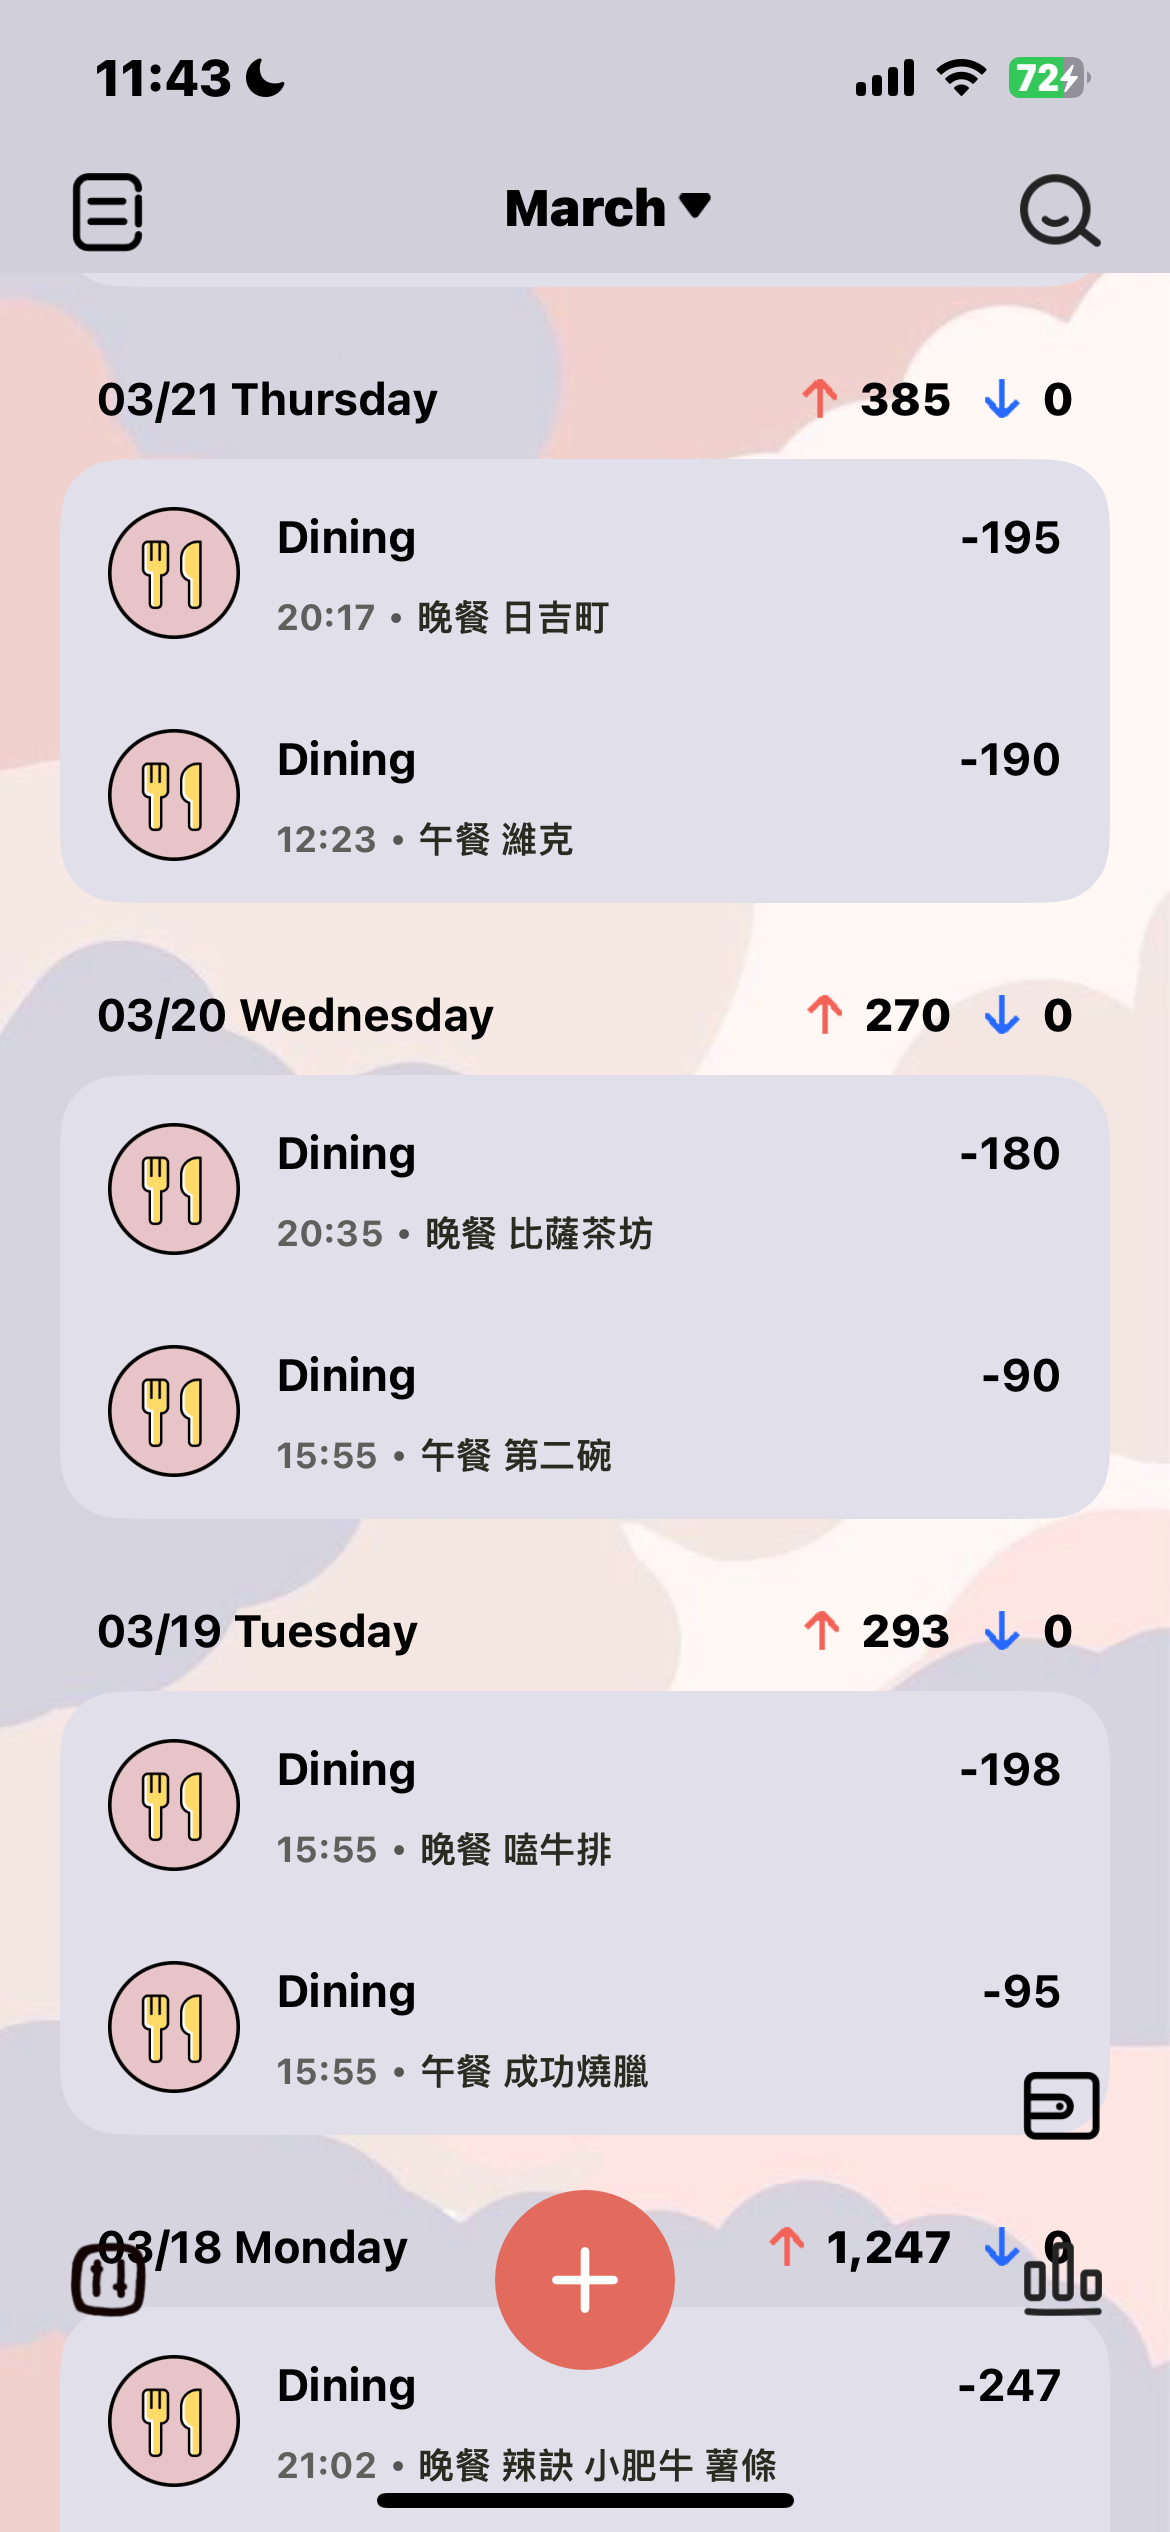 11:43
72
March
03/21 Thursday 385 0
Dining -195
20:17 • 晚餐 日吉町
Dining -190
12:23 • 午餐 濰克
03/20 Wednesday 270 0
Dining -180
20:35 • 晚餐 比薩茶坊
Dining -90
15:55 • 午餐 第二碗
03/19 Tuesday 293 0
Dining -198
15:55 • 晚餐 嗑牛排
Dining -95
15:55 • 午餐 成功燒臘
03/18 Monday 1,247 0
Dining -247
21:02 • 晚餐 辣訣 小肥牛 薯條